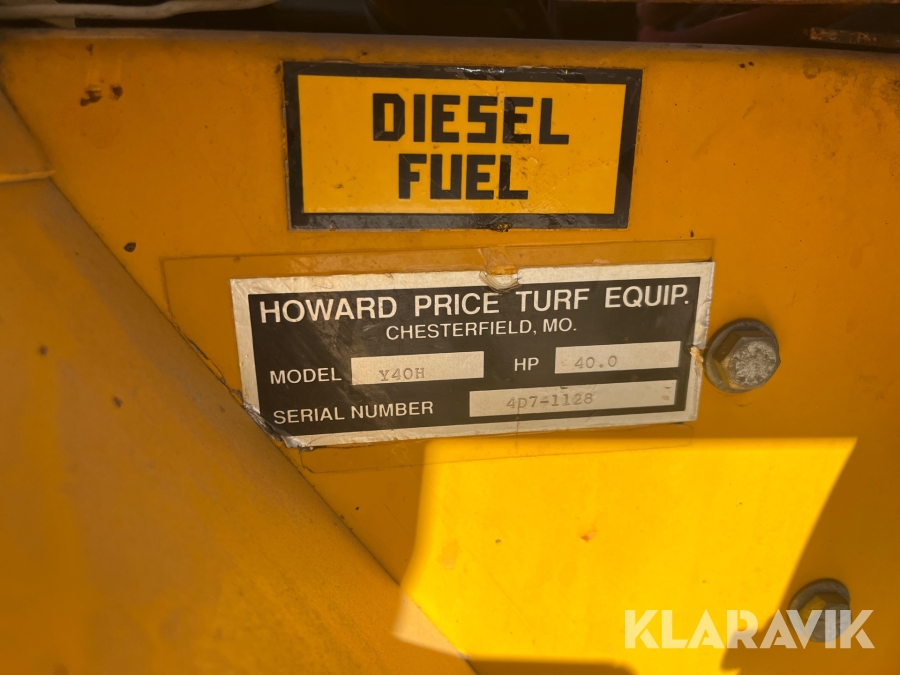 DIESEL
FUEL
HOWARD PRICE TURF EQUIP.
CHESTERFIELD, MO.
MODEL Y40H HP 40.0
SERIAL NUMBER 4D7-1128
KLARAVIK